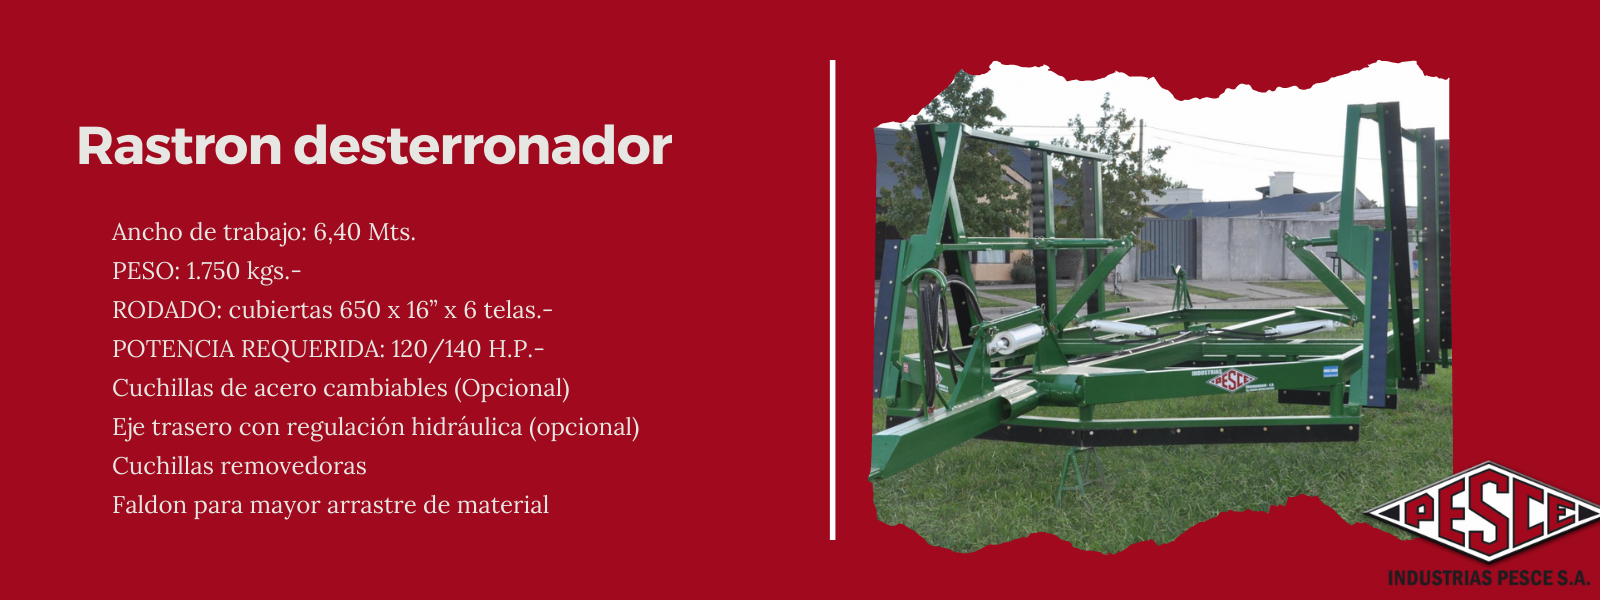 Rastron desterronador
Ancho de trabajo: 6,40 Mts.
PESO: 1.750 kgs.-
RODADO: cubiertas 650 x 16” x 6 telas.-
POTENCIA REQUERIDA: 120/140 H.P.-
Cuchillas de acero cambiables (Opcional)
Eje trasero con regulación hidráulica (opcional)
Cuchillas removedoras
Faldon para mayor arrastre de material
INDUSTRIAS
PESCE
PESCE
INDUSTRIAS PESCE S.A.